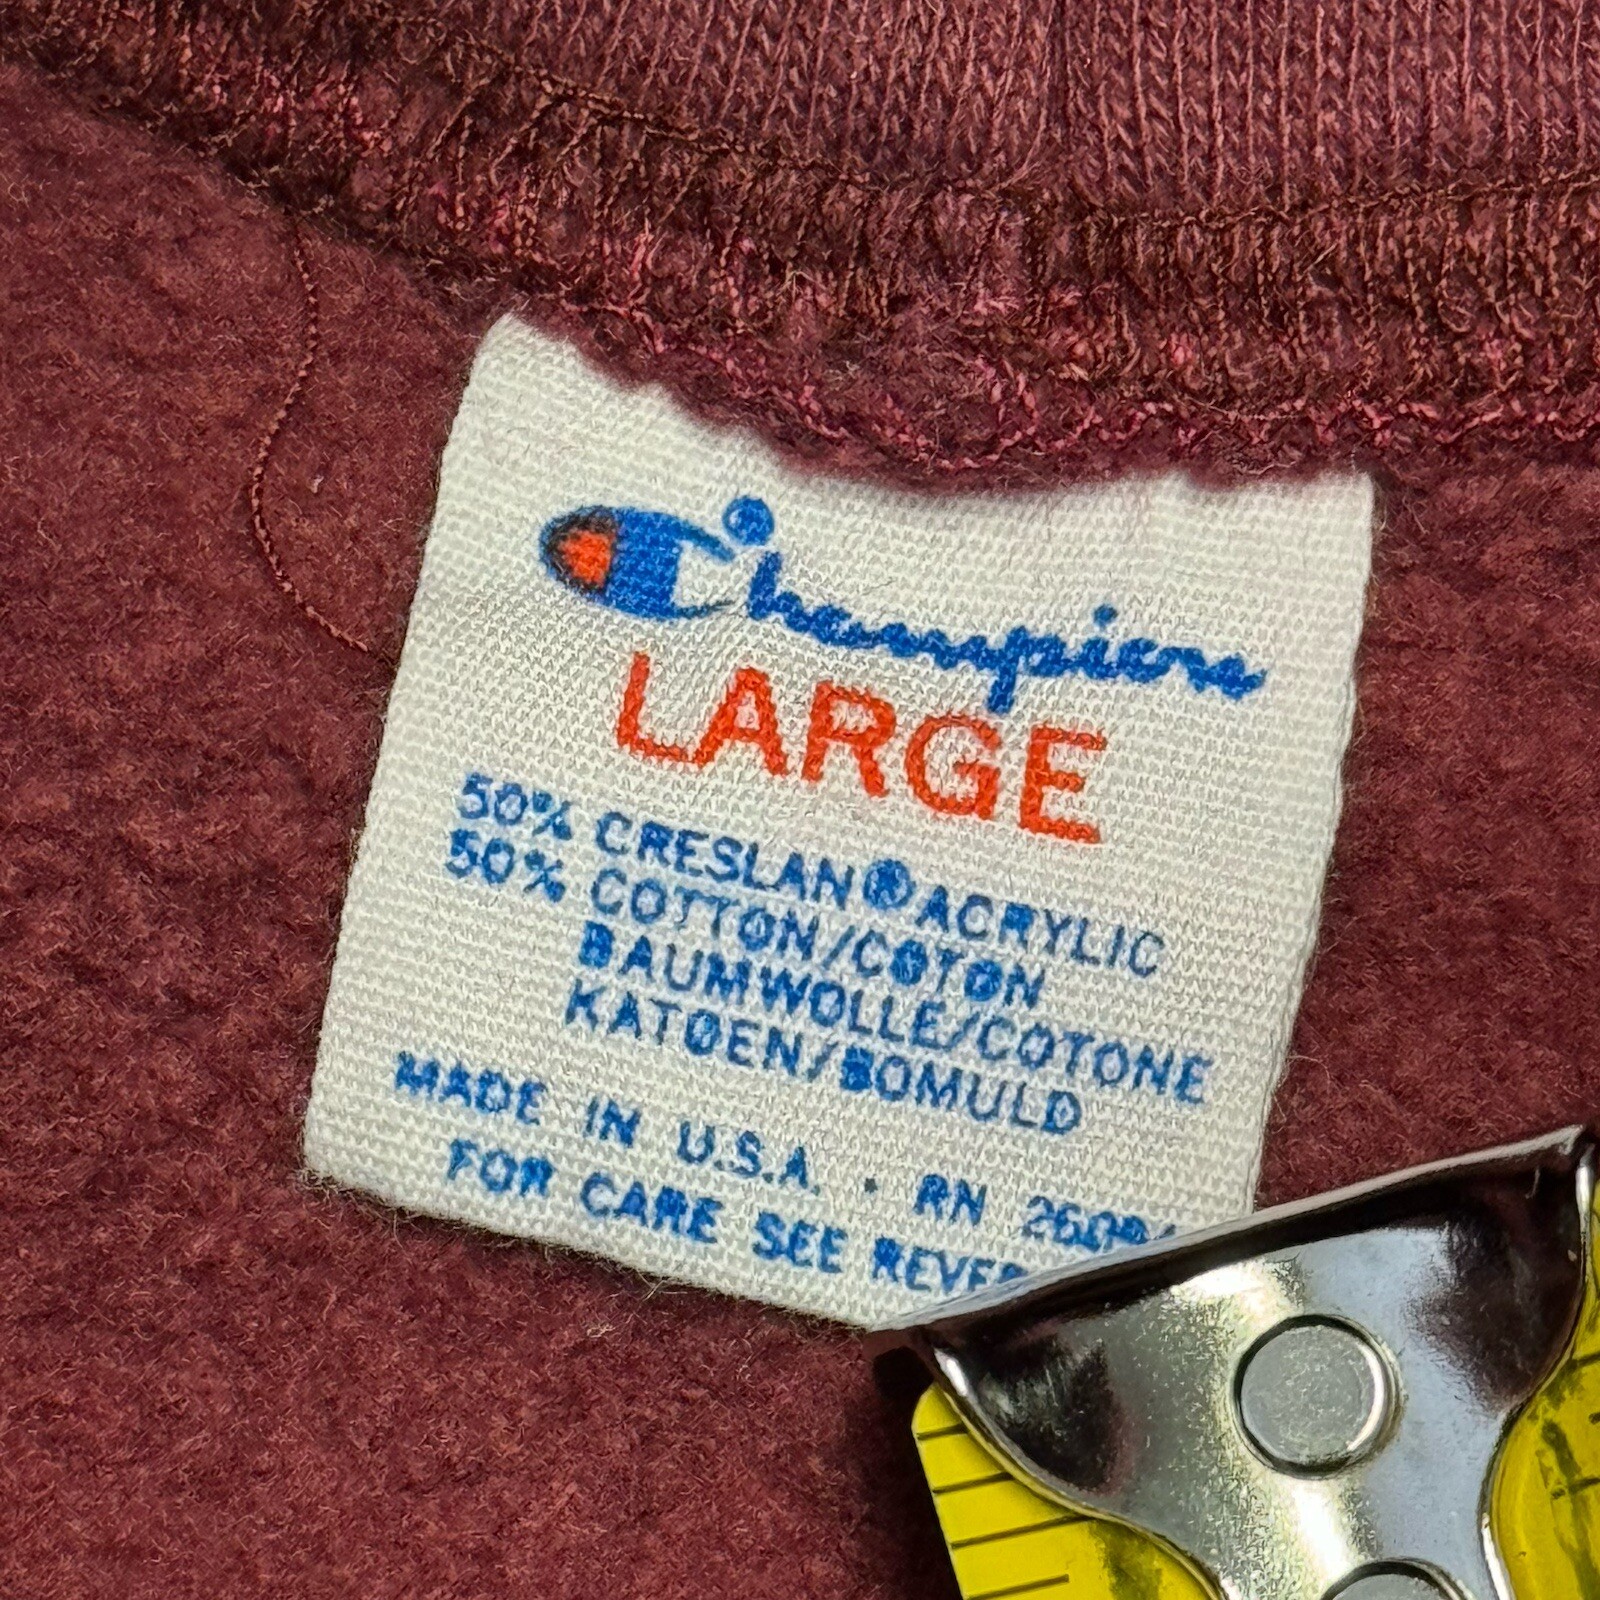 Champion
LARGE
50% CRESLAN® ACRYLIC
50% COTTON/COTON
BAUMWOLLE/COTONE
KATOEN/BOMULD
MADE IN U.S.A. · RN
FOR CARE SEE